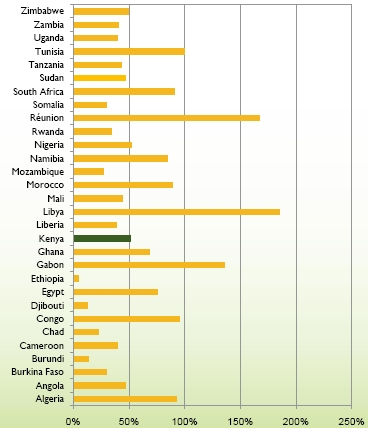 Zimbabwe
Zambia
Uganda
Tunisia
Tanzania
Sudan
South Africa
Somalia
Réunion
Rwanda
Nigeria
Namibia
Mozambique
Morocco
Mali
Libya
Liberia
Kenya
Ghana
Gabon
Ethiopia
Egypt
Djibouti
Congo
Chad
Cameroon
Burundi
Burkina Faso
Angola
Algeria
0% 50% 100% 150% 200% 250%